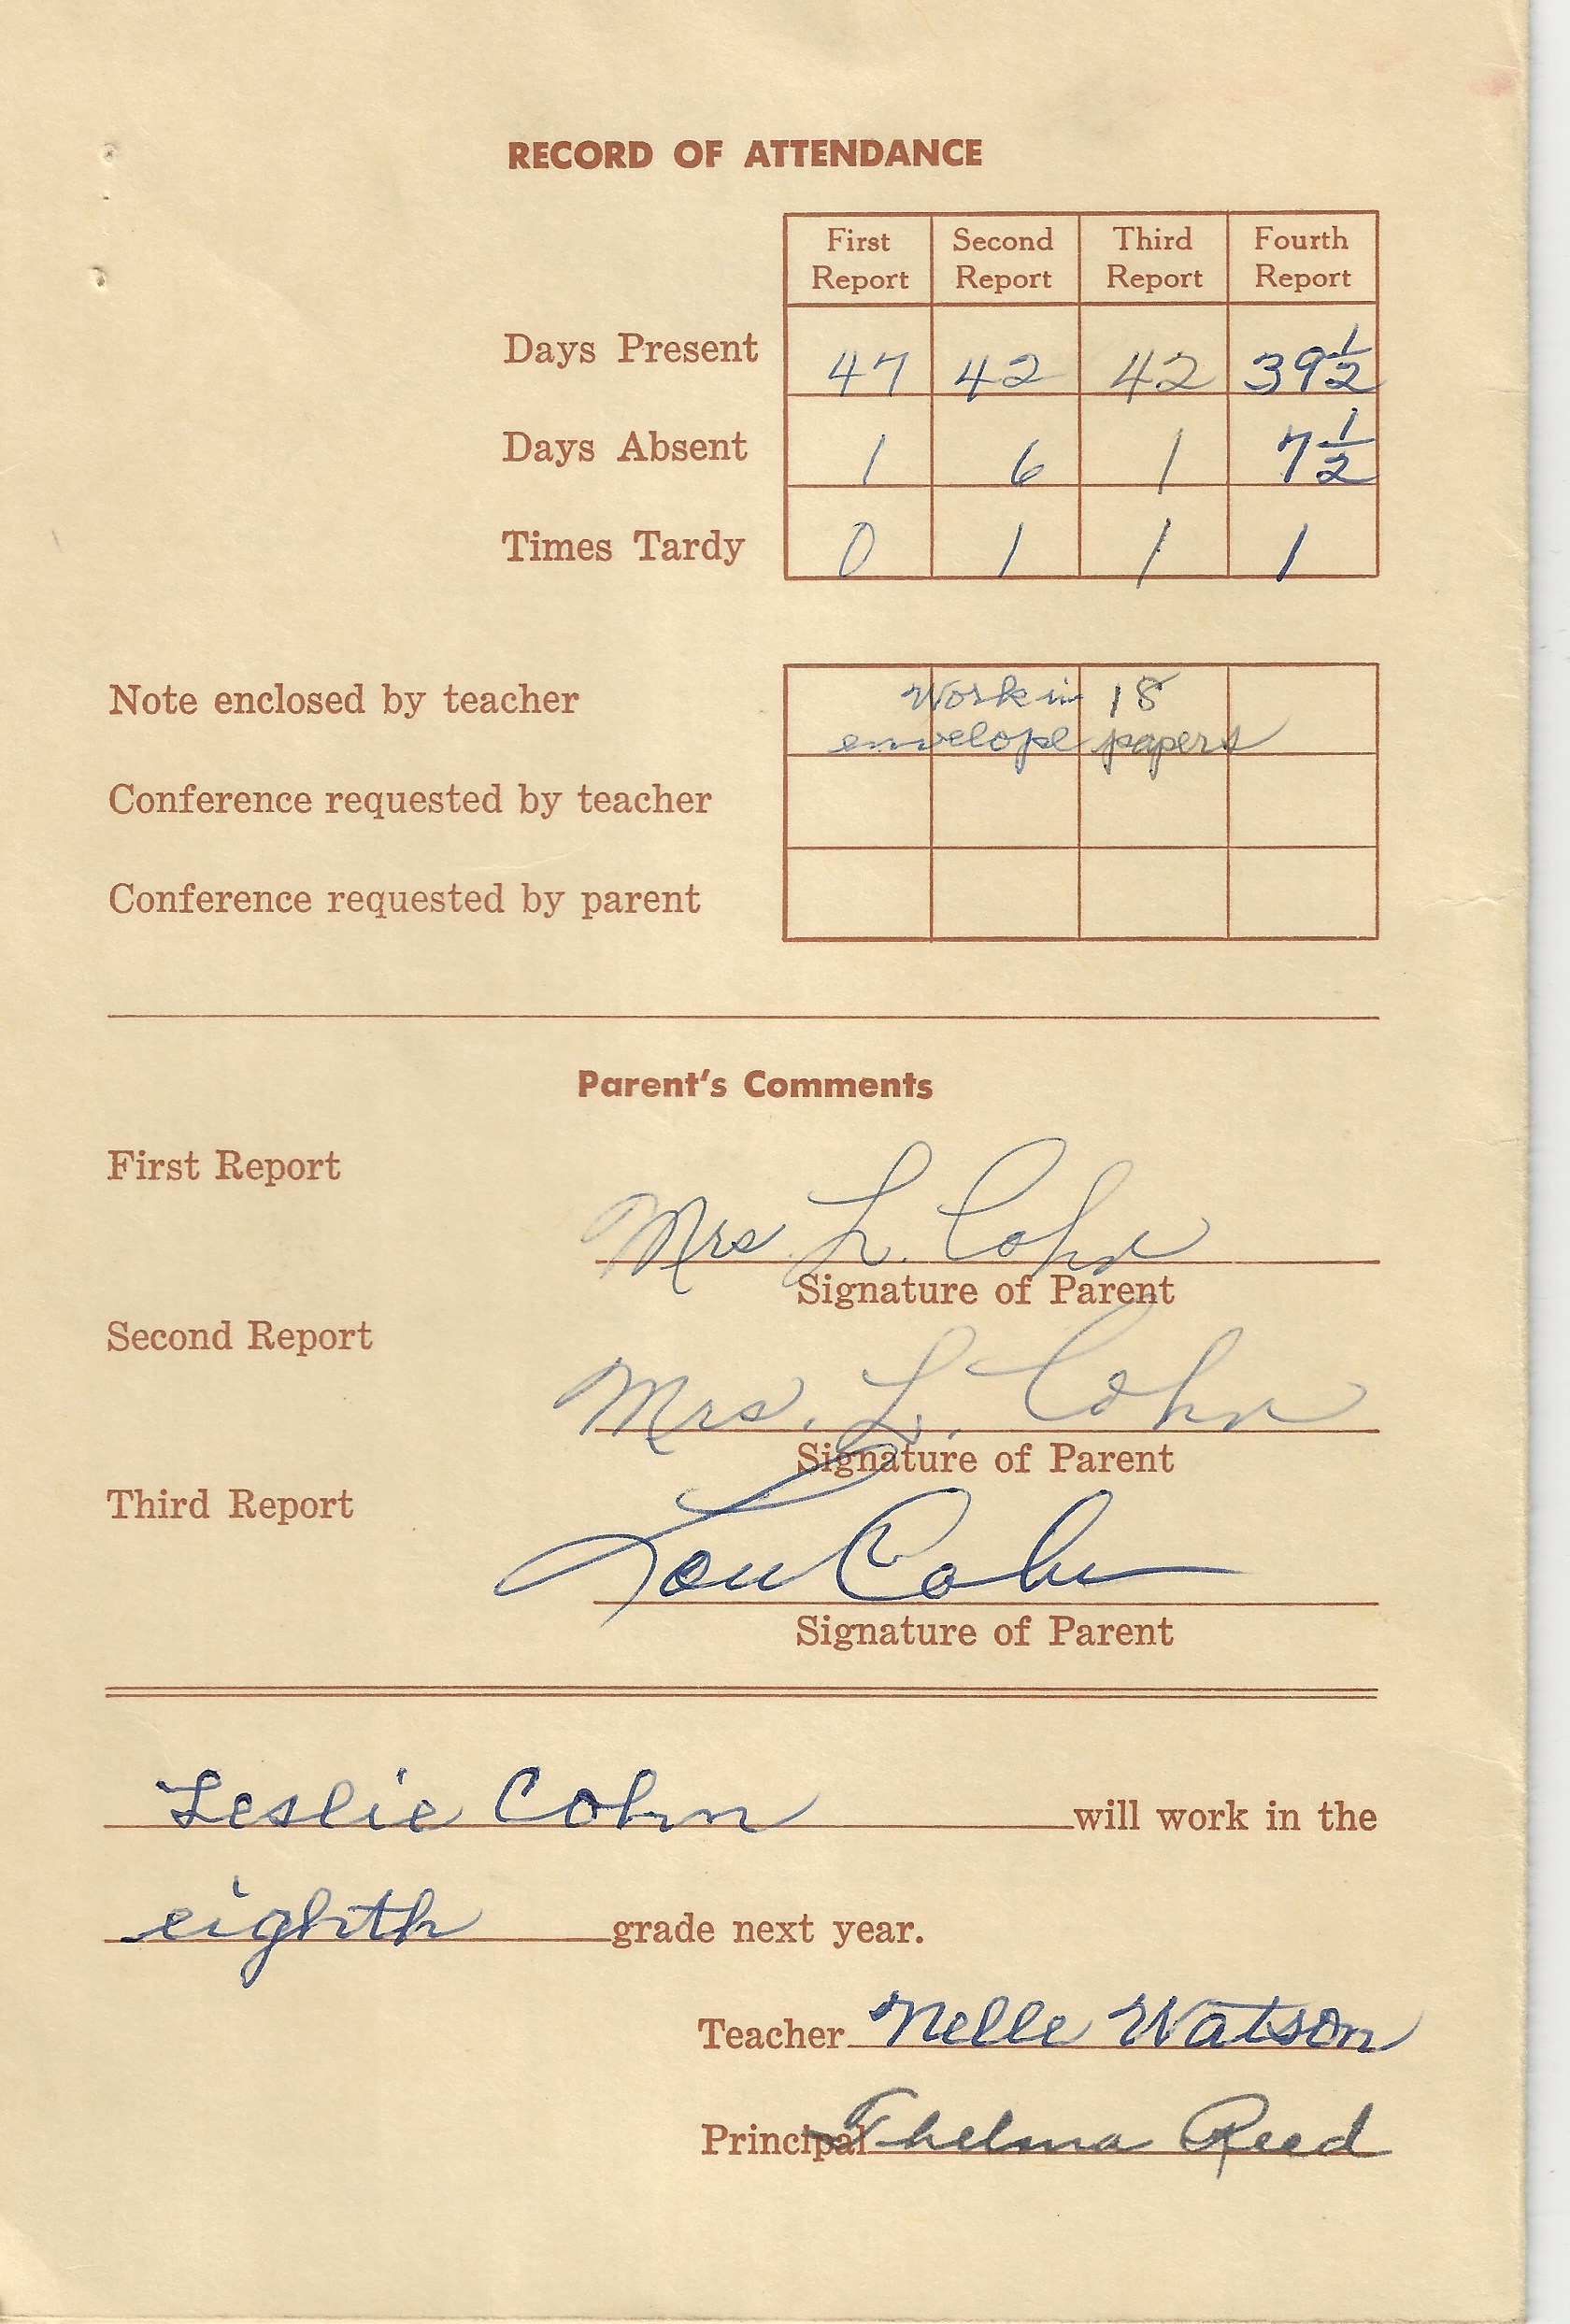 RECORD OF ATTENDANCE
First Report Second Report Third Report Fourth Report
Days Present 47 42 42 39 1/2
Days Absent 1 6 1 7 1/2
Times Tardy 0 1 1 1
Note enclosed by teacher Work in 18
envelope papers
Conference requested by teacher
Conference requested by parent
Parent's Comments
First Report
Mrs L. Cohn
Signature of Parent
Second Report
Mrs. L. Cohn
Signature of Parent
Third Report
Lou Cohn
Signature of Parent
Leslie Cohn will work in the
eighth grade next year.
Teacher Nelle Watson
Principal Thelma Reed